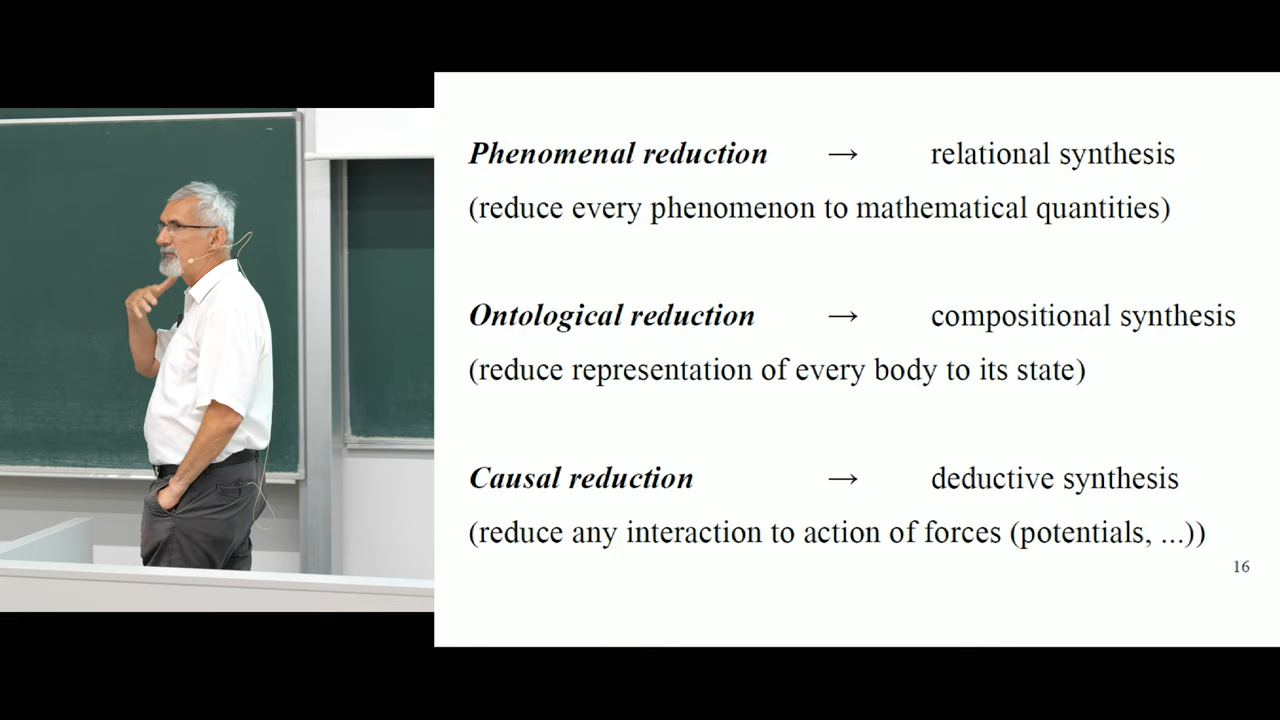 Phenomenal reduction → relational synthesis
(reduce every phenomenon to mathematical quantities)
Ontological reduction → compositional synthesis
(reduce representation of every body to its state)
Causal reduction → deductive synthesis
(reduce any interaction to action of forces (potentials, ...))
16